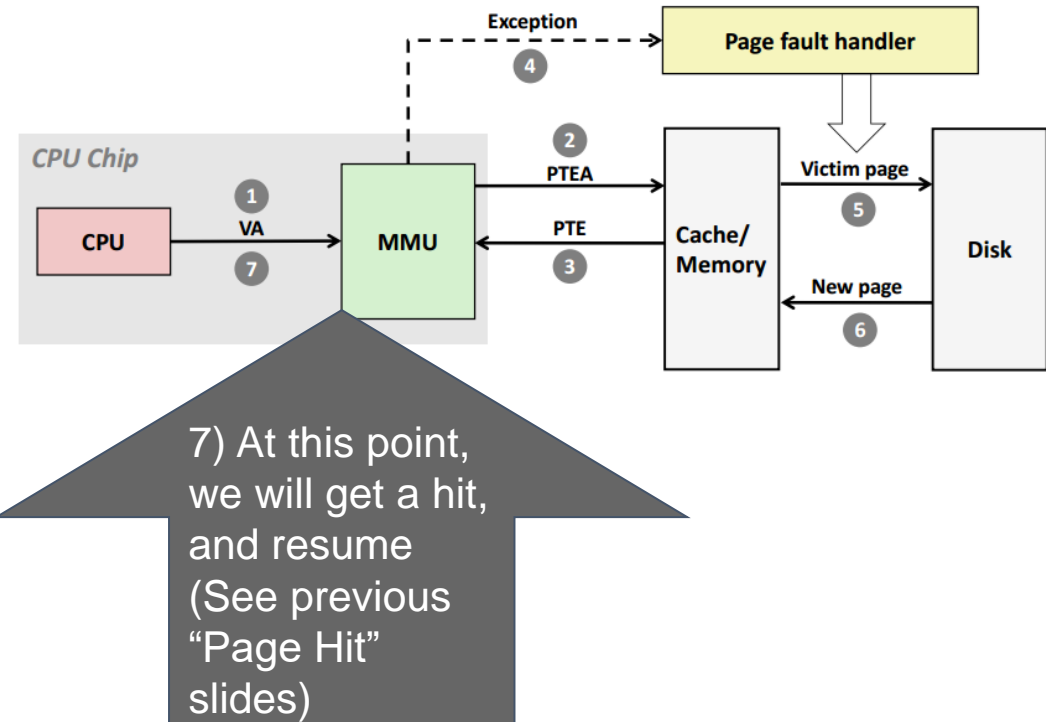 Exception
Page fault handler
4
CPU Chip
2
PTEA
Victim page
1
VA
CPU
MMU
PTE
Cache/
Memory
5
Disk
7
3
New page
6
7) At this point,
we will get a hit,
and resume
(See previous
“Page Hit”
slides)